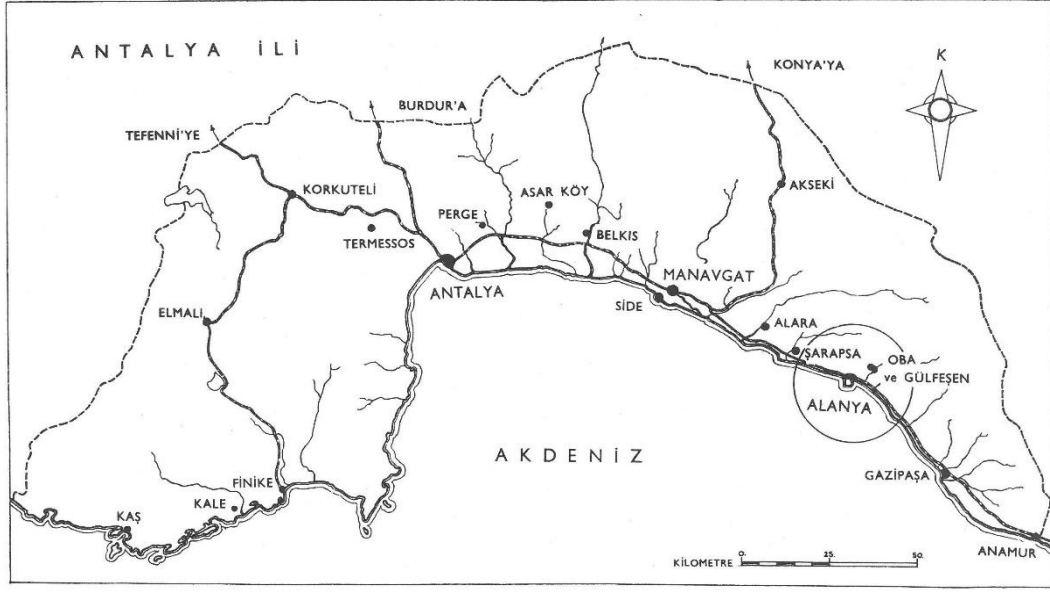 ANTALYA İLİ
K
KONYA'YA
BURDUR'A
TEFENNİ'YE
KORKUTELİ
ASAR KÖY
AKSEKİ
PERGE
TERMESSOS
BELKIS
MANAVGAT
ANTALYA
SİDE
ELMALI
ALARA
ŞARAPSA
OBA
ve GÜLFEŞEN
ALANYA
AKDENİZ
GAZİPAŞA
FİNİKE
KALE
KAŞ
ANAMUR
KİLOMETRE
0. 25. 50.